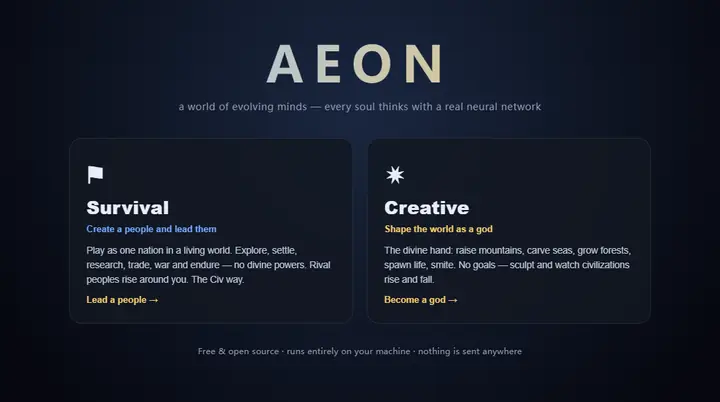 AEON
a world of evolving minds — every soul thinks with a real neural network
Survival
Create a people and lead them
Play as one nation in a living world. Explore, settle,
research, trade, war and endure — no divine powers. Rival
peoples rise around you. The Civ way.
Lead a people →
Creative
Shape the world as a god
The divine hand: raise mountains, carve seas, grow forests,
spawn life, smite. No goals — sculpt and watch civilizations
rise and fall.
Become a god →
Free & open source · runs entirely on your machine · nothing is sent anywhere